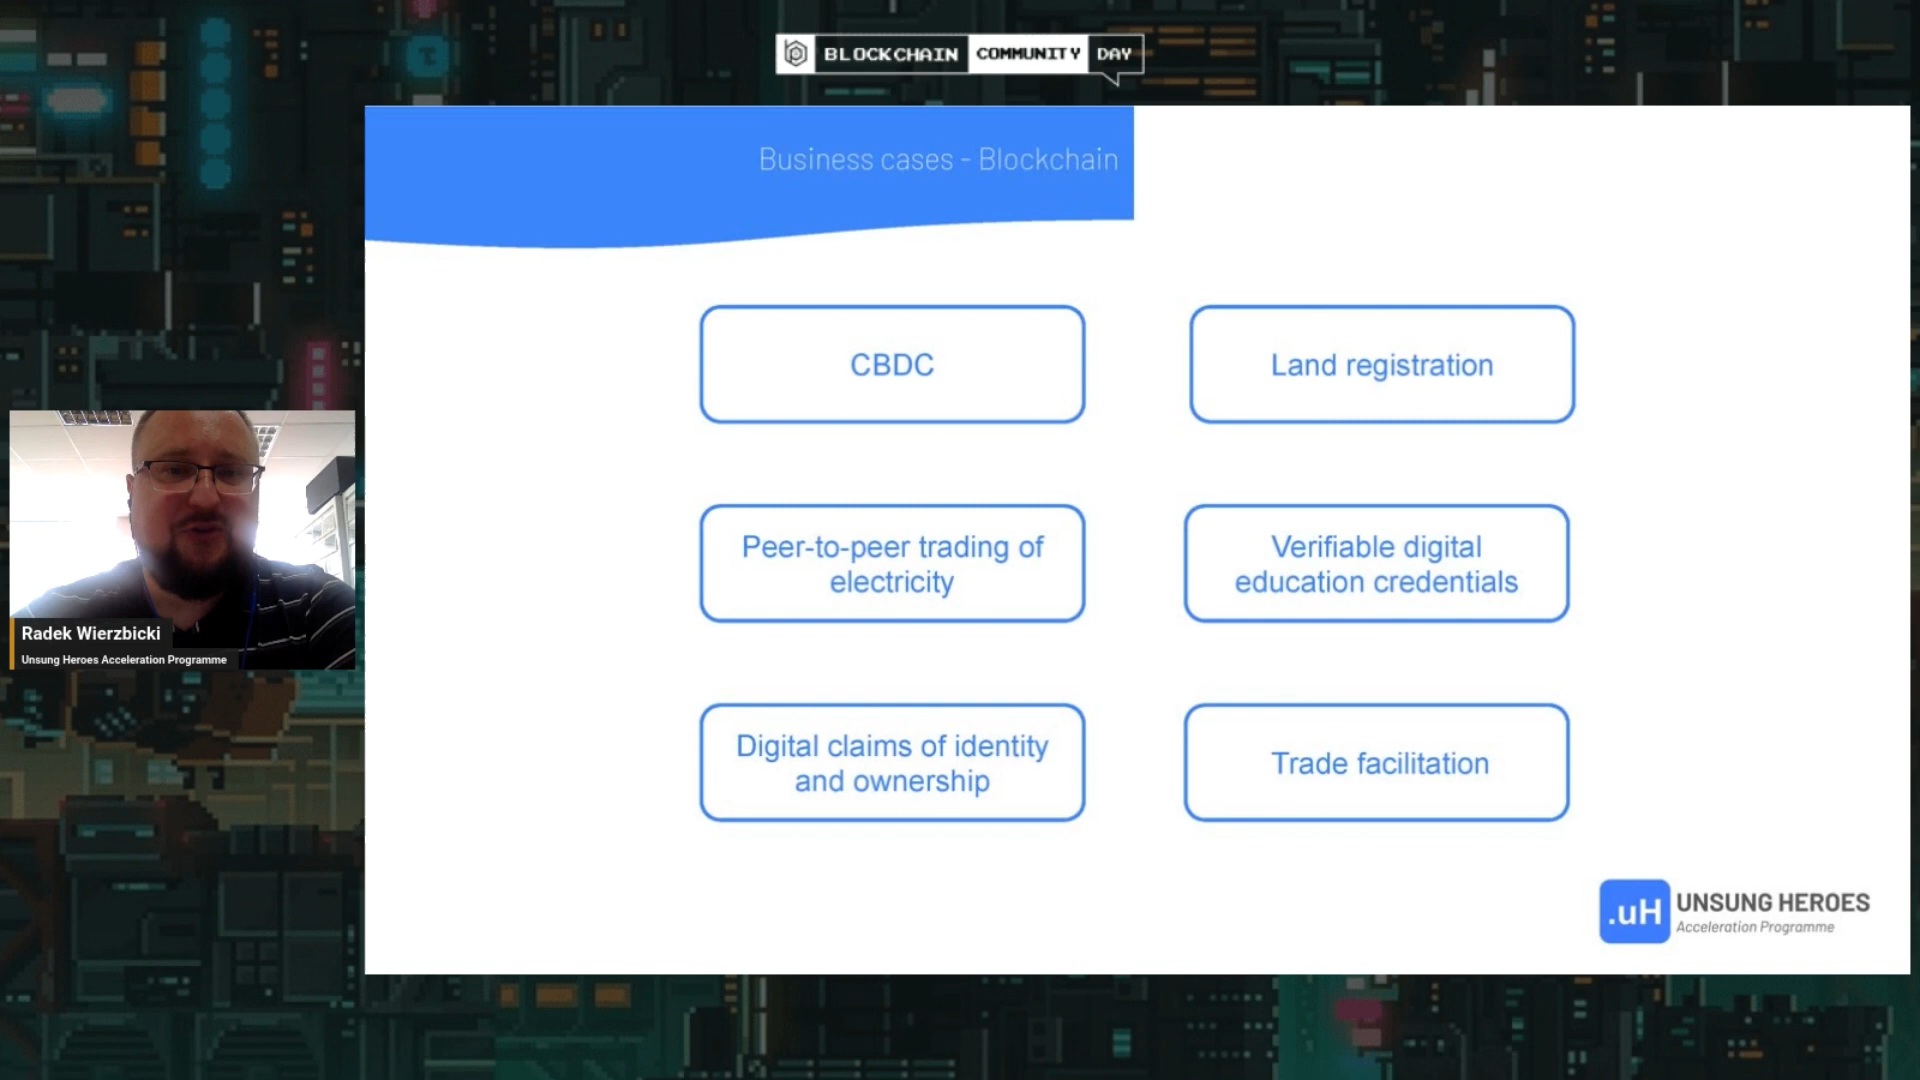 BLOCKCHAIN COMMUNITY DAY
Business cases - Blockchain
CBDC
Land registration
Peer-to-peer trading of
electricity
Verifiable digital
education credentials
Digital claims of identity
and ownership
Trade facilitation
Radek Wierzbicki
Unsung Heroes Acceleration Programme
.uH
UNSUNG HEROES
Acceleration Programme